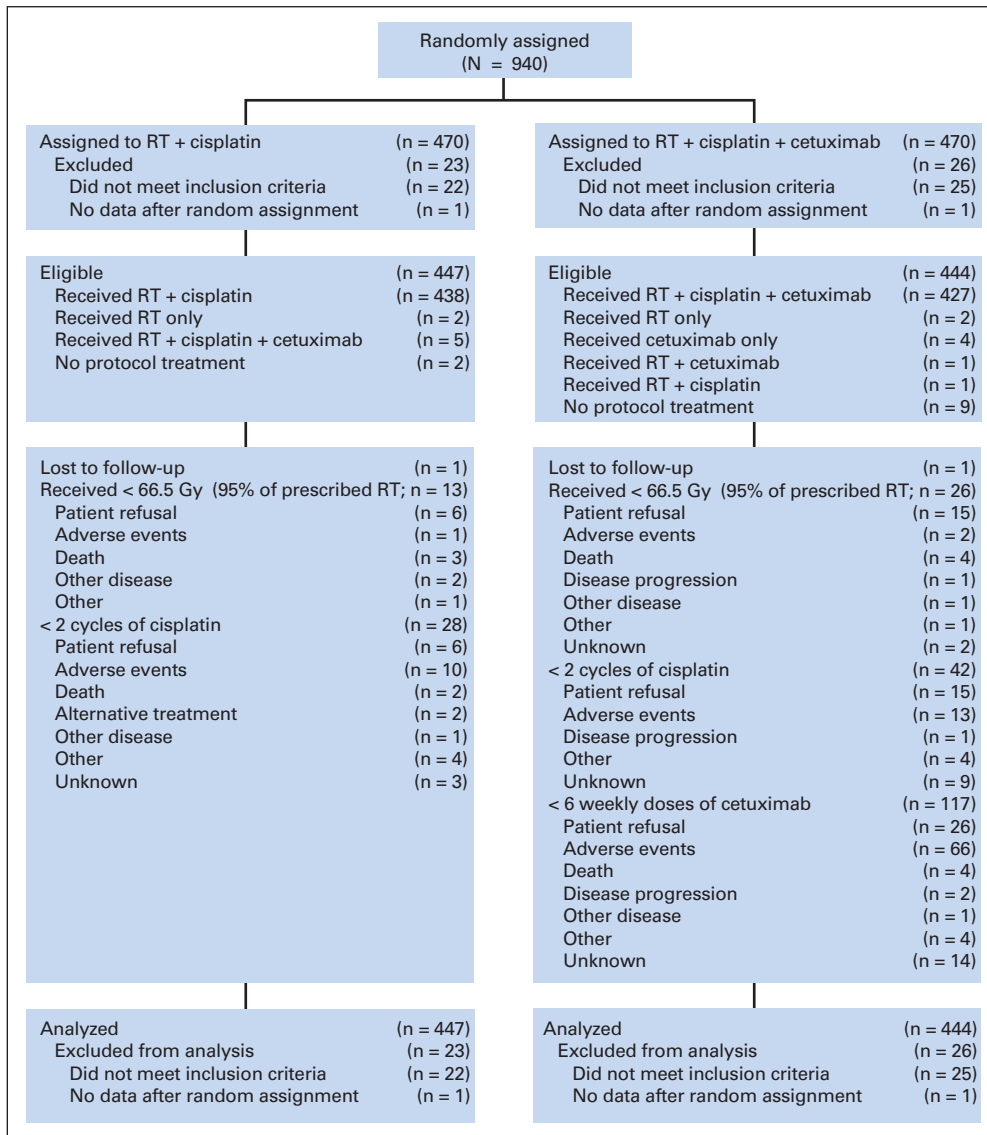 Randomly assigned
(N = 940)
Assigned to RT + cisplatin (n = 470)
Excluded (n = 23)
Did not meet inclusion criteria (n = 22)
No data after random assignment (n = 1)
Assigned to RT + cisplatin + cetuximab (n = 470)
Excluded (n = 26)
Did not meet inclusion criteria (n = 25)
No data after random assignment (n = 1)
Eligible (n = 447)
Received RT + cisplatin (n = 438)
Received RT only (n = 2)
Received RT + cisplatin + cetuximab (n = 5)
No protocol treatment (n = 2)
Eligible (n = 444)
Received RT + cisplatin + cetuximab (n = 427)
Received RT only (n = 2)
Received cetuximab only (n = 4)
Received RT + cetuximab (n = 1)
Received RT + cisplatin (n = 1)
No protocol treatment (n = 9)
Lost to follow-up (n = 1)
Received < 66.5 Gy (95% of prescribed RT; n = 13)
Patient refusal (n = 6)
Adverse events (n = 1)
Death (n = 3)
Other disease (n = 2)
Other (n = 1)
< 2 cycles of cisplatin (n = 28)
Patient refusal (n = 6)
Adverse events (n = 10)
Death (n = 2)
Alternative treatment (n = 2)
Other disease (n = 1)
Other (n = 4)
Unknown (n = 3)
Lost to follow-up (n = 1)
Received < 66.5 Gy (95% of prescribed RT; n = 26)
Patient refusal (n = 15)
Adverse events (n = 2)
Death (n = 4)
Disease progression (n = 1)
Other disease (n = 1)
Other (n = 1)
Unknown (n = 2)
< 2 cycles of cisplatin (n = 42)
Patient refusal (n = 15)
Adverse events (n = 13)
Disease progression (n = 1)
Other (n = 4)
Unknown (n = 9)
< 6 weekly doses of cetuximab (n = 117)
Patient refusal (n = 26)
Adverse events (n = 66)
Death (n = 4)
Disease progression (n = 2)
Other disease (n = 1)
Other (n = 4)
Unknown (n = 14)
Analyzed (n = 447)
Excluded from analysis (n = 23)
Did not meet inclusion criteria (n = 22)
No data after random assignment (n = 1)
Analyzed (n = 444)
Excluded from analysis (n = 26)
Did not meet inclusion criteria (n = 25)
No data after random assignment (n = 1)